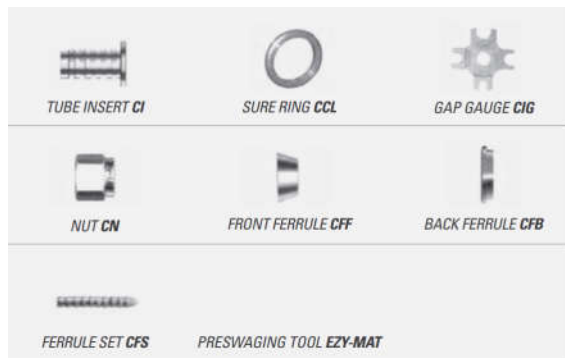 TUBE INSERT CI
SURE RING CCL
GAP GAUGE CIG
NUT CN
FRONT FERRULE CFF
BACK FERRULE CFB
FERRULE SET CFS
PRESWAGING TOOL EZY-MAT